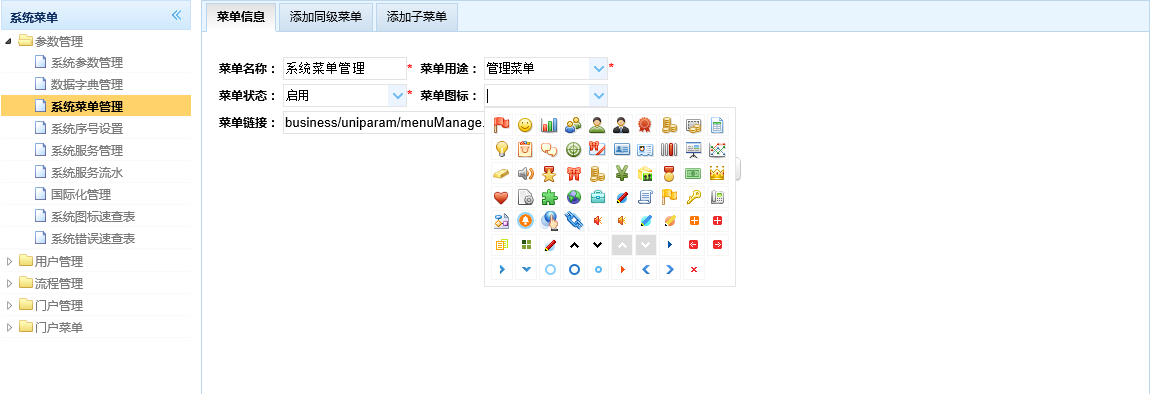 系统菜单
参数管理
系统参数管理
数据字典管理
系统菜单管理
系统序号设置
系统服务管理
系统服务流水
国际化管理
系统图标速查表
系统错误速查表
用户管理
流程管理
门户管理
门户菜单
菜单信息 添加同级菜单 添加子菜单
菜单名称： 系统菜单管理 * 菜单用途： 管理菜单 *
菜单状态： 启用 * 菜单图标：
菜单链接： business/uniparam/menuManage.